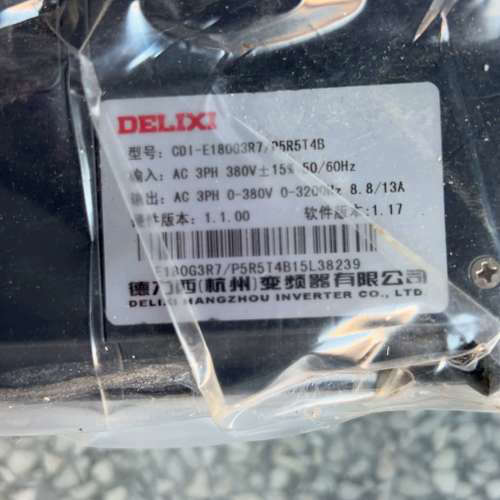 DELIXI
型号: CDI-E180G3R7/P5R5T4B
输入: AC 3PH 380V±15% 50/60Hz
输出: AC 3PH 0-380V 0-3200Hz 8.8/13A
硬件版本: 1.1.00 软件版本: 1.17
E180G3R7/P5R5T4B15L38239
德力西(杭州)变频器有限公司
DELIXI HANGZHOU INVERTER CO., LTD